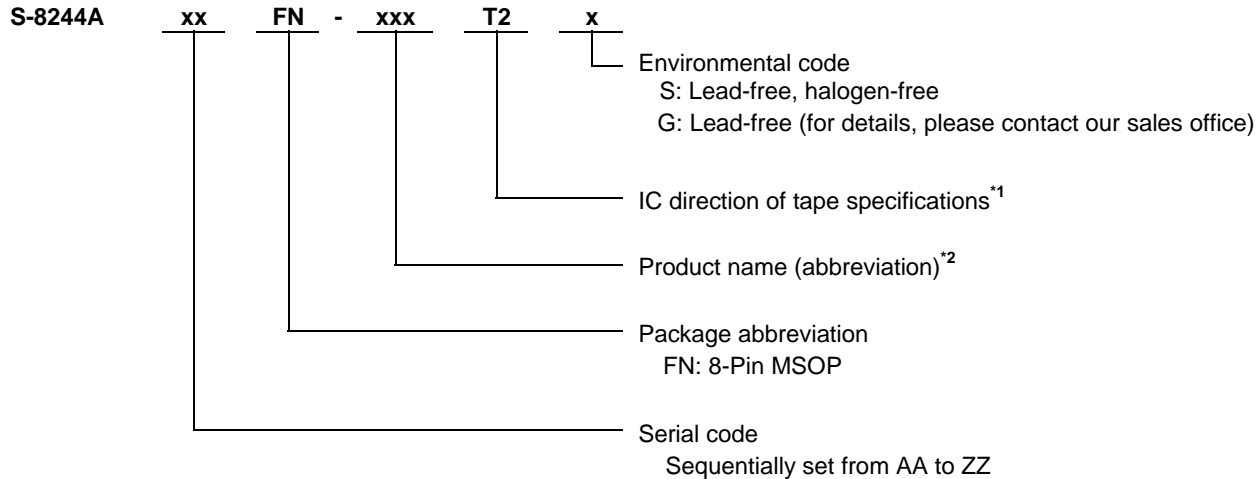 S-8244A xx FN - xxx T2 x
Environmental code
S: Lead-free, halogen-free
G: Lead-free (for details, please contact our sales office)
IC direction of tape specifications*1
Product name (abbreviation)*2
Package abbreviation
FN: 8-Pin MSOP
Serial code
Sequentially set from AA to ZZ